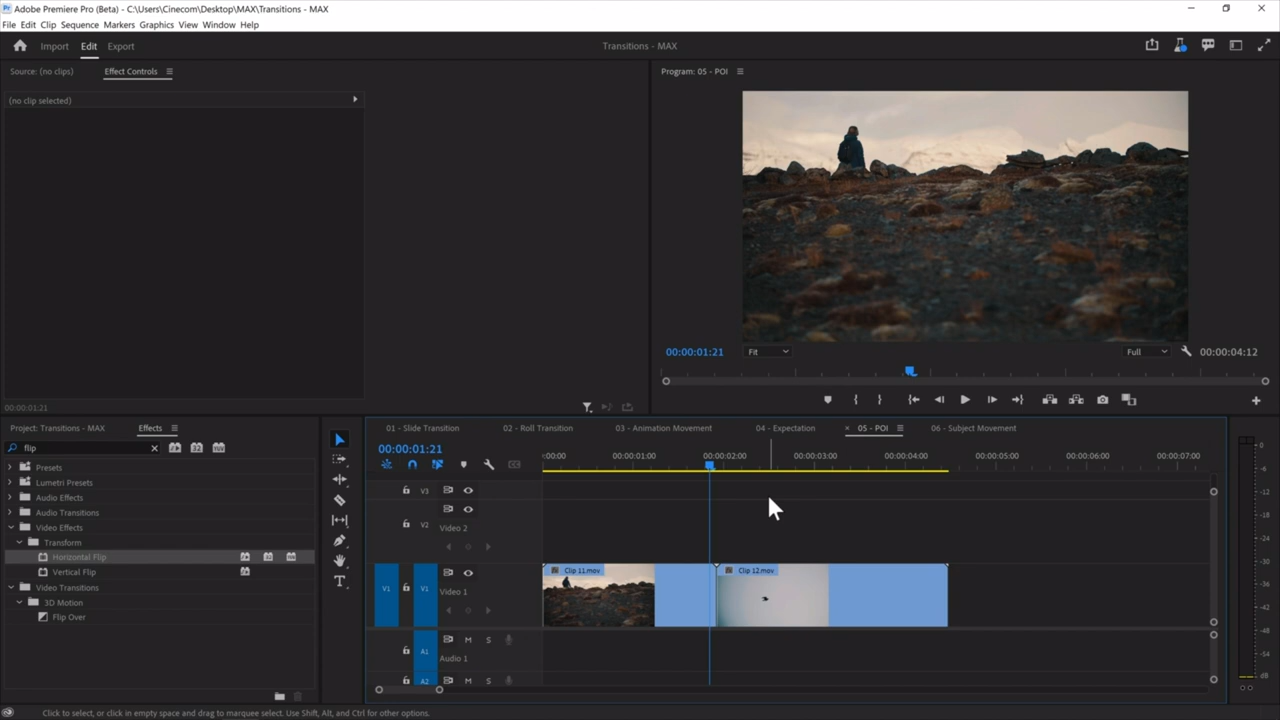 Pr Adobe Premiere Pro (Beta) - C:\Users\Cinecom\Desktop\MAX\Transitions - MAX
File Edit Clip Sequence Markers Graphics View Window Help
Import Edit Export
Transitions - MAX
Source: (no clips)
Effect Controls
Program: 05 - POI
(no clip selected)
00:00:01:21
Fit
Full
00:00:04:12
00:00:01:21
Project: Transitions - MAX
Effects
flip
Presets
Lumetri Presets
Audio Effects
Audio Transitions
Video Effects
Transform
Horizontal Flip
Vertical Flip
Video Transitions
3D Motion
Flip Over
01 - Slide Transition
02 - Roll Transition
03 - Animation Movement
04 - Expectation
× 05 - POI
06 - Subject Movement
00:00:01:21
:00:00 00:00:01:00 00:00:02:00 00:00:03:00 00:00:04:00 00:00:05:00 00:00:06:00 00:00:07:00
V3
V2
Video 2
V1
V1
Video 1
Clip 11.mov
Clip 12.mov
A1
M S
Audio 1
A2
M S
0
-6
-12
-18
-24
-30
-36
-42
-48
-54
dB
Click to select, or click in empty space and drag to marquee select. Use Shift, Alt, and Ctrl for other options.